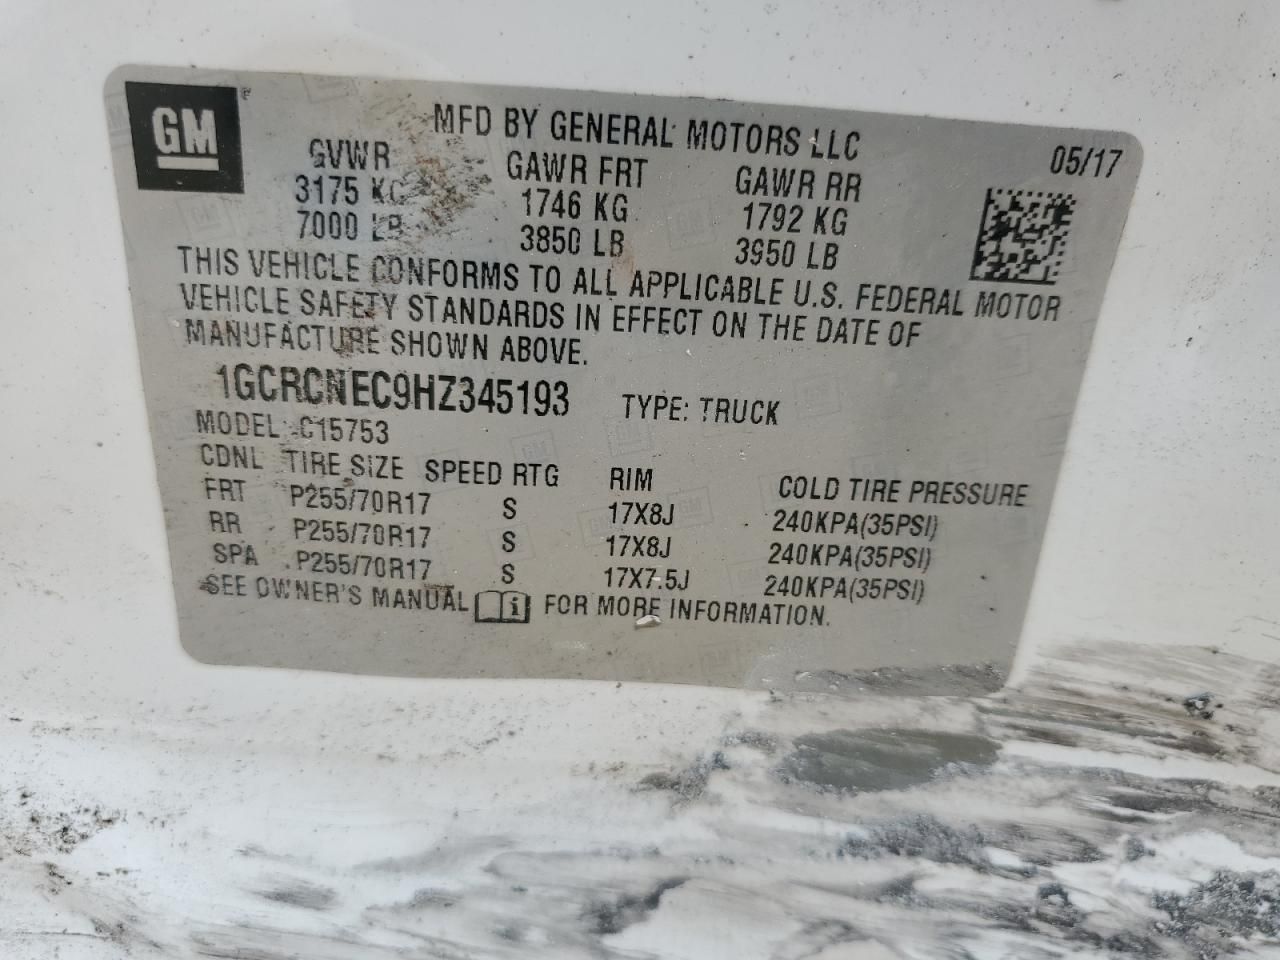 GM
MFD BY GENERAL MOTORS LLC
05/17
GVWR GAWR FRT GAWR RR
3175 KG 1746 KG 1792 KG
7000 LB 3850 LB 3950 LB
THIS VEHICLE CONFORMS TO ALL APPLICABLE U.S. FEDERAL MOTOR
VEHICLE SAFETY STANDARDS IN EFFECT ON THE DATE OF
MANUFACTURE SHOWN ABOVE.
1GCRCNEC9HZ345193 TYPE: TRUCK
MODEL: C15753
CDNL TIRE SIZE SPEED RTG RIM COLD TIRE PRESSURE
FRT P255/70R17 S 17X8J 240KPA(35PSI)
RR P255/70R17 S 17X8J 240KPA(35PSI)
SPA P255/70R17 S 17X7.5J 240KPA(35PSI)
SEE OWNER'S MANUAL FOR MORE INFORMATION.